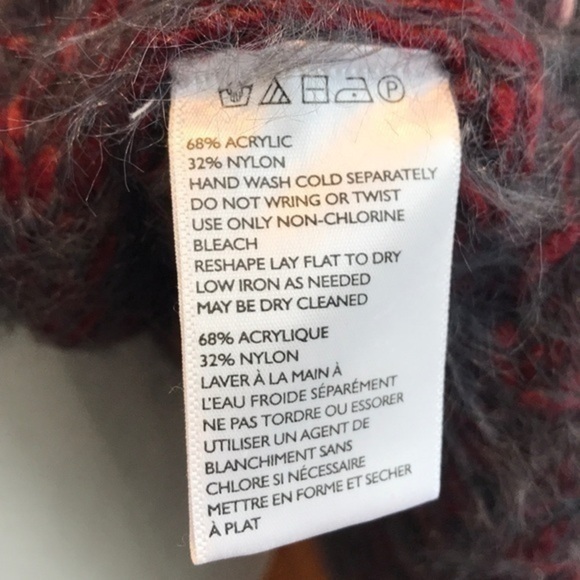 P
68% ACRYLIC
32% NYLON
HAND WASH COLD SEPARATELY
DO NOT WRING OR TWIST
USE ONLY NON-CHLORINE
BLEACH
RESHAPE LAY FLAT TO DRY
LOW IRON AS NEEDED
MAY BE DRY CLEANED
68% ACRYLIQUE
32% NYLON
LAVER À LA MAIN À
L'EAU FROIDE SÉPARÉMENT
NE PAS TORDRE OU ESSORER
UTILISER UN AGENT DE
BLANCHIMENT SANS
CHLORE SI NÉCESSAIRE
METTRE EN FORME ET SECHER
À PLAT